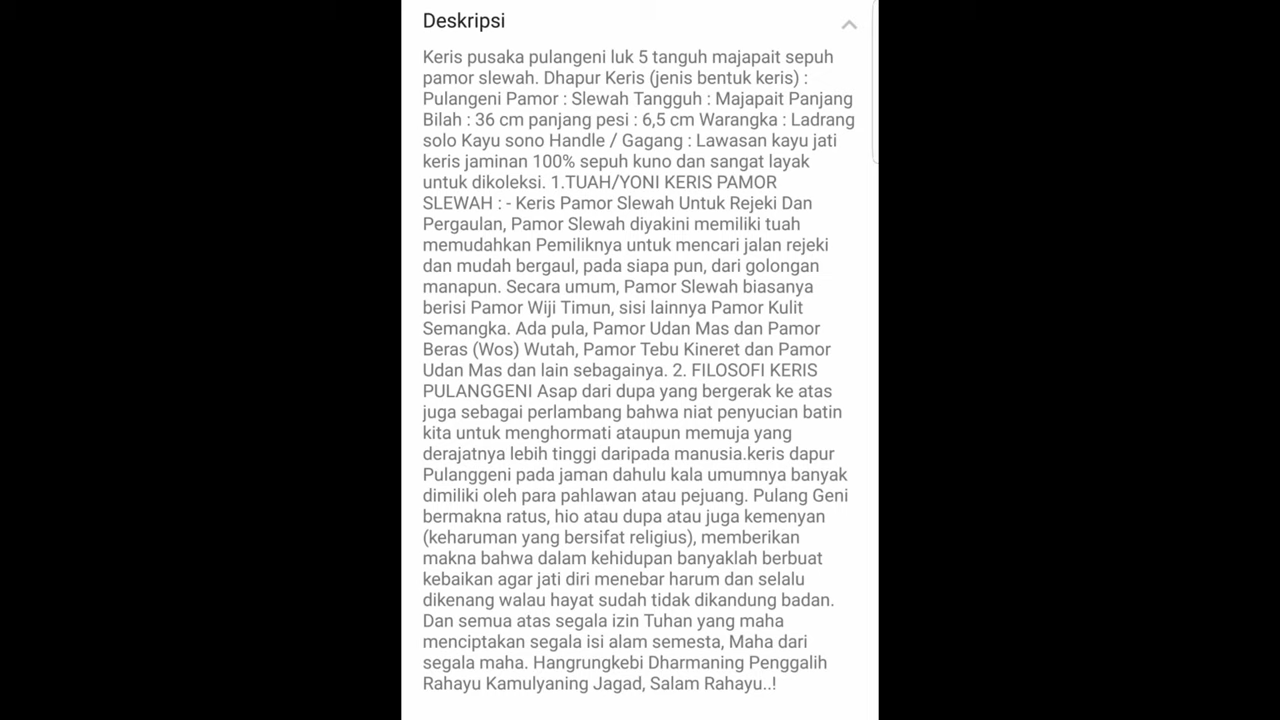 Deskripsi
Keris pusaka pulangeni luk 5 tanguh majapait sepuh
pamor slewah. Dhapur Keris (jenis bentuk keris) :
Pulangeni Pamor : Slewah Tangguh : Majapait Panjang
Bilah : 36 cm panjang pesi : 6,5 cm Warangka : Ladrang
solo Kayu sono Handle / Gagang : Lawasan kayu jati
keris jaminan 100% sepuh kuno dan sangat layak
untuk dikoleksi. 1.TUAH/YONI KERIS PAMOR
SLEWAH : - Keris Pamor Slewah Untuk Rejeki Dan
Pergaulan, Pamor Slewah diyakini memiliki tuah
memudahkan Pemiliknya untuk mencari jalan rejeki
dan mudah bergaul, pada siapa pun, dari golongan
manapun. Secara umum, Pamor Slewah biasanya
berisi Pamor Wiji Timun, sisi lainnya Pamor Kulit
Semangka. Ada pula, Pamor Udan Mas dan Pamor
Beras (Wos) Wutah, Pamor Tebu Kineret dan Pamor
Udan Mas dan lain sebagainya. 2. FILOSOFI KERIS
PULANGGENI Asap dari dupa yang bergerak ke atas
juga sebagai perlambang bahwa niat penyucian batin
kita untuk menghormati ataupun memuja yang
derajatnya lebih tinggi daripada manusia.keris dapur
Pulanggeni pada jaman dahulu kala umumnya banyak
dimiliki oleh para pahlawan atau pejuang. Pulang Geni
bermakna ratus, hio atau dupa atau juga kemenyan
(keharuman yang bersifat religius), memberikan
makna bahwa dalam kehidupan banyaklah berbuat
kebaikan agar jati diri menebar harum dan selalu
dikenang walau hayat sudah tidak dikandung badan.
Dan semua atas segala izin Tuhan yang maha
menciptakan segala isi alam semesta, Maha dari
segala maha. Hangrungkebi Dharmaning Penggalih
Rahayu Kamulyaning Jagad, Salam Rahayu..!